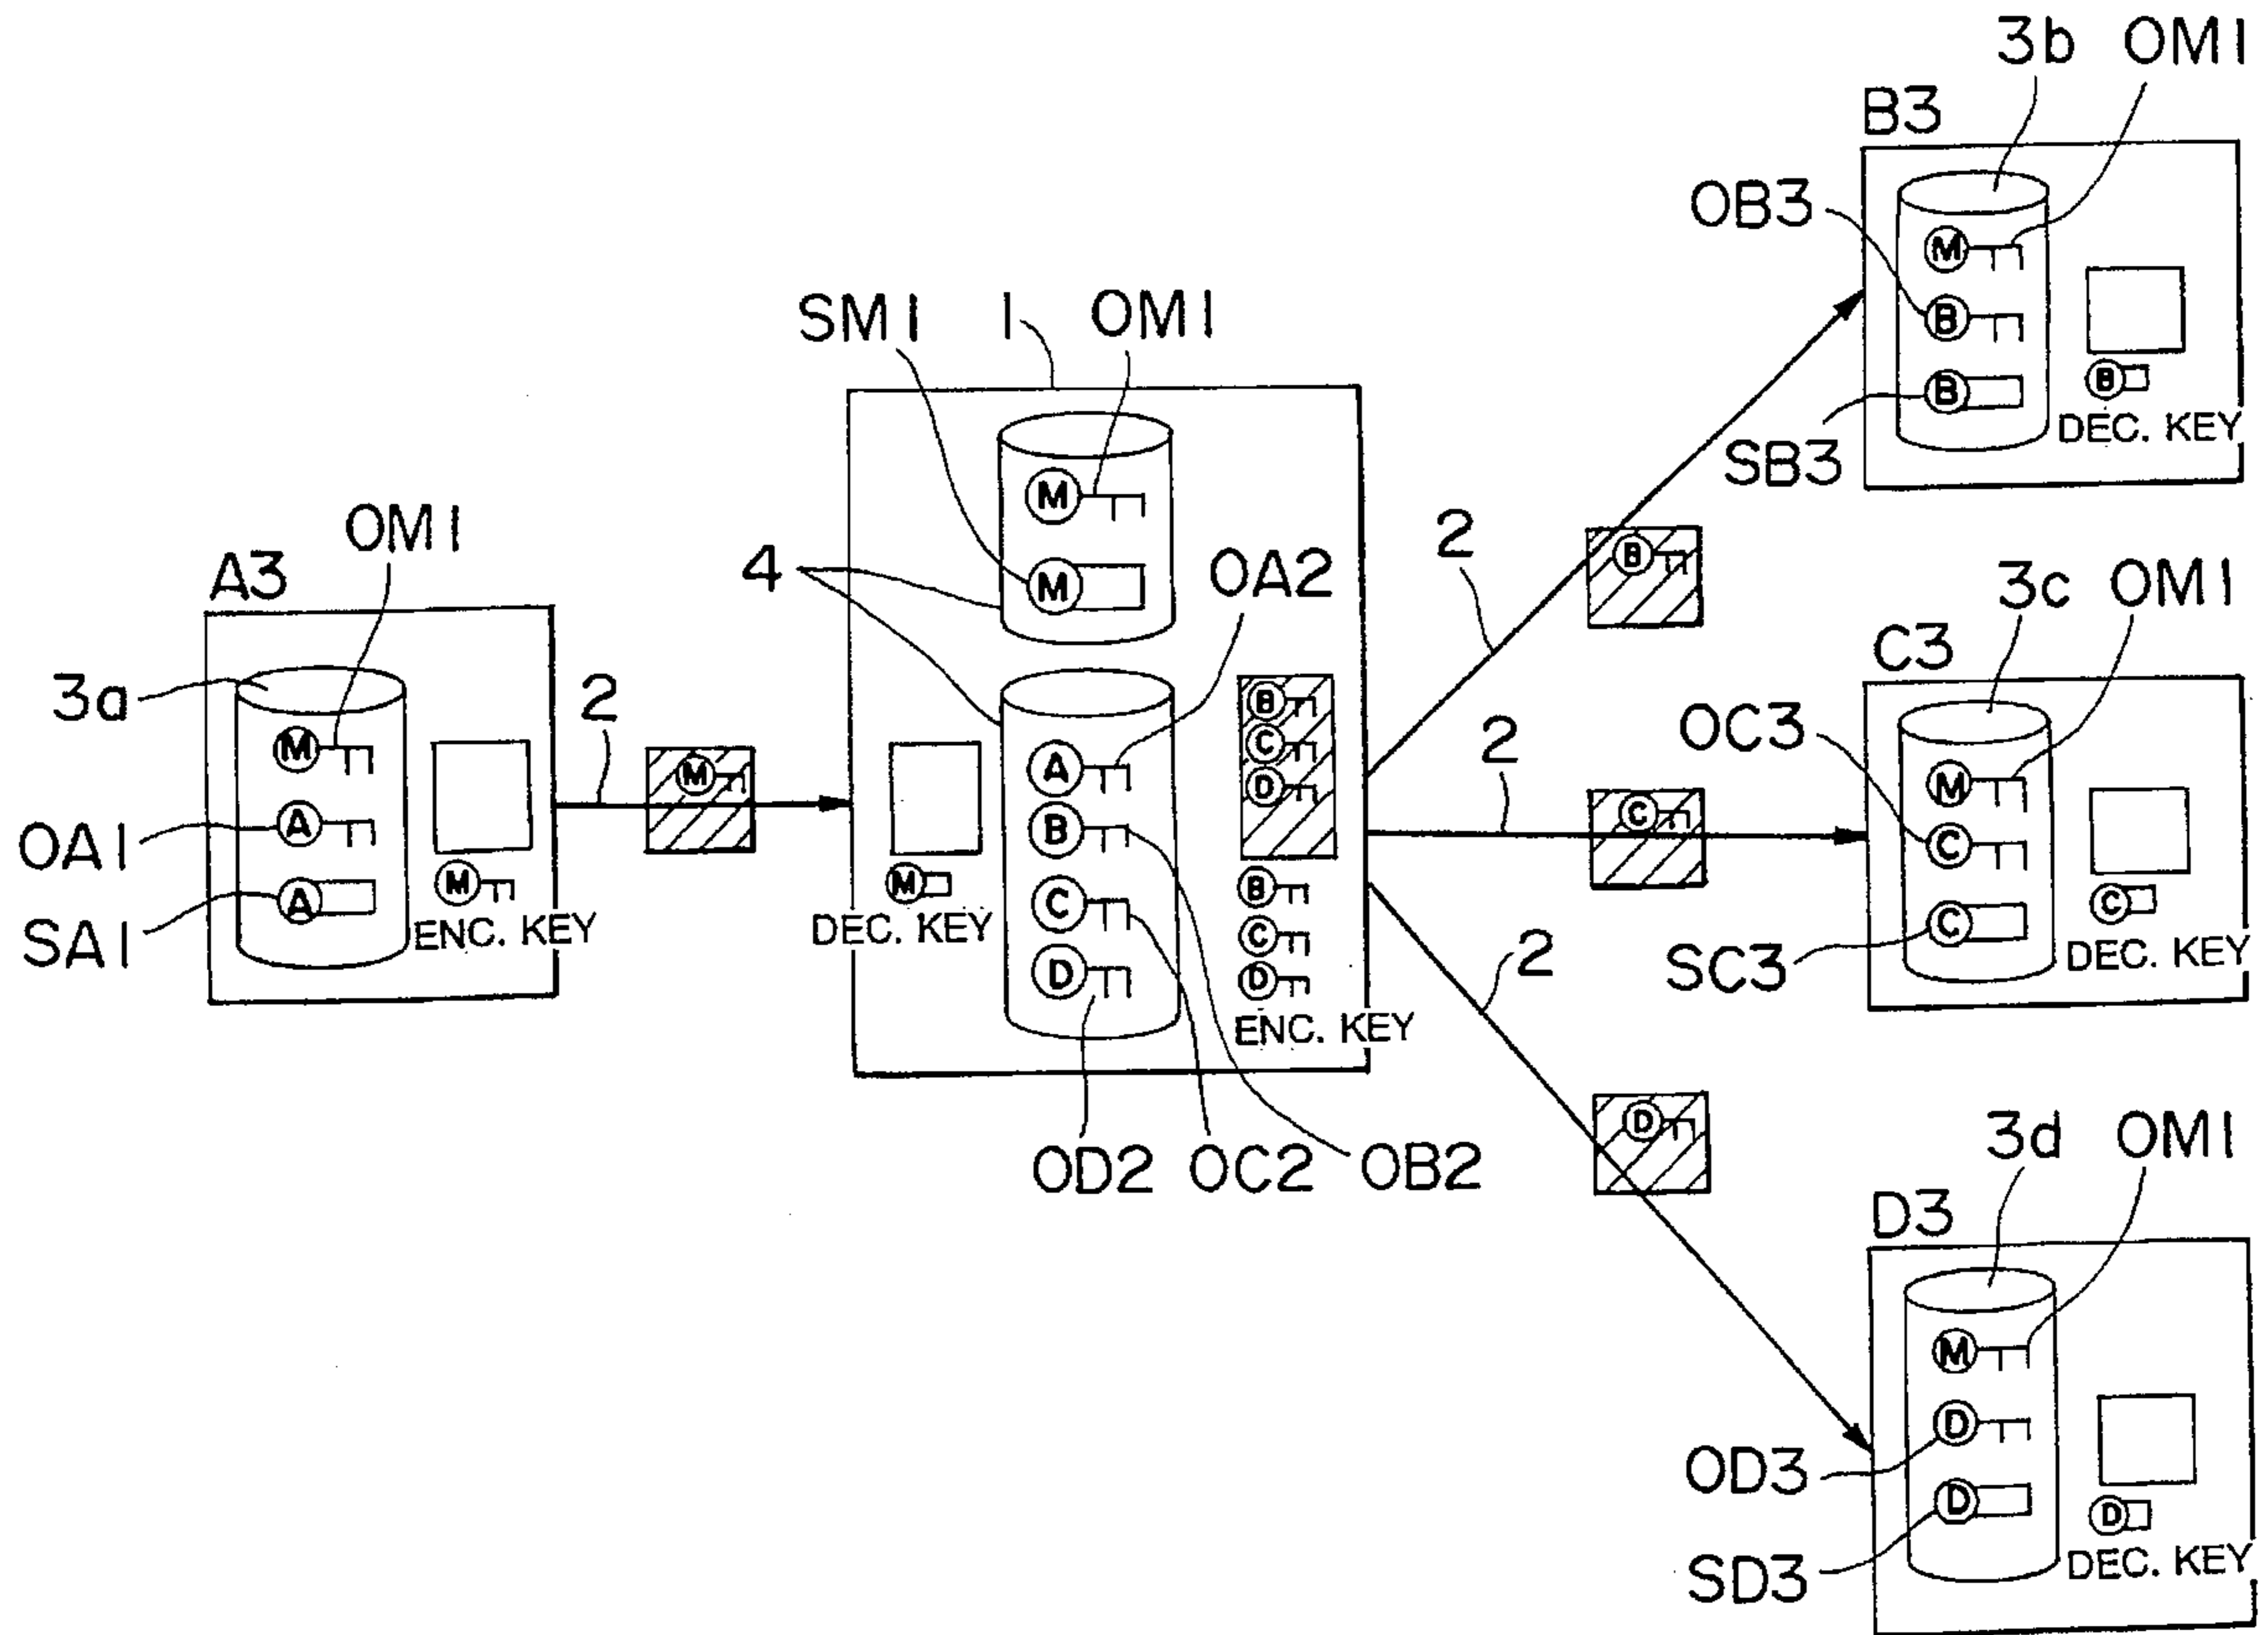 A3
OM1
3a
M
OA1
A
SA1
A
M
ENC. KEY
2
M
SM1
1
OM1
M
M
4
OA2
A
B
C
D
M
DEC. KEY
B
C
D
B
C
D
ENC. KEY
OD2 OC2 OB2
2
B
2
C
2
D
3b OM1
B3
OB3
M
B
B
SB3
B
DEC. KEY
3c OM1
C3
OC3
M
C
C
SC3
C
DEC. KEY
3d OM1
D3
M
D
OD3
D
SD3
D
DEC. KEY